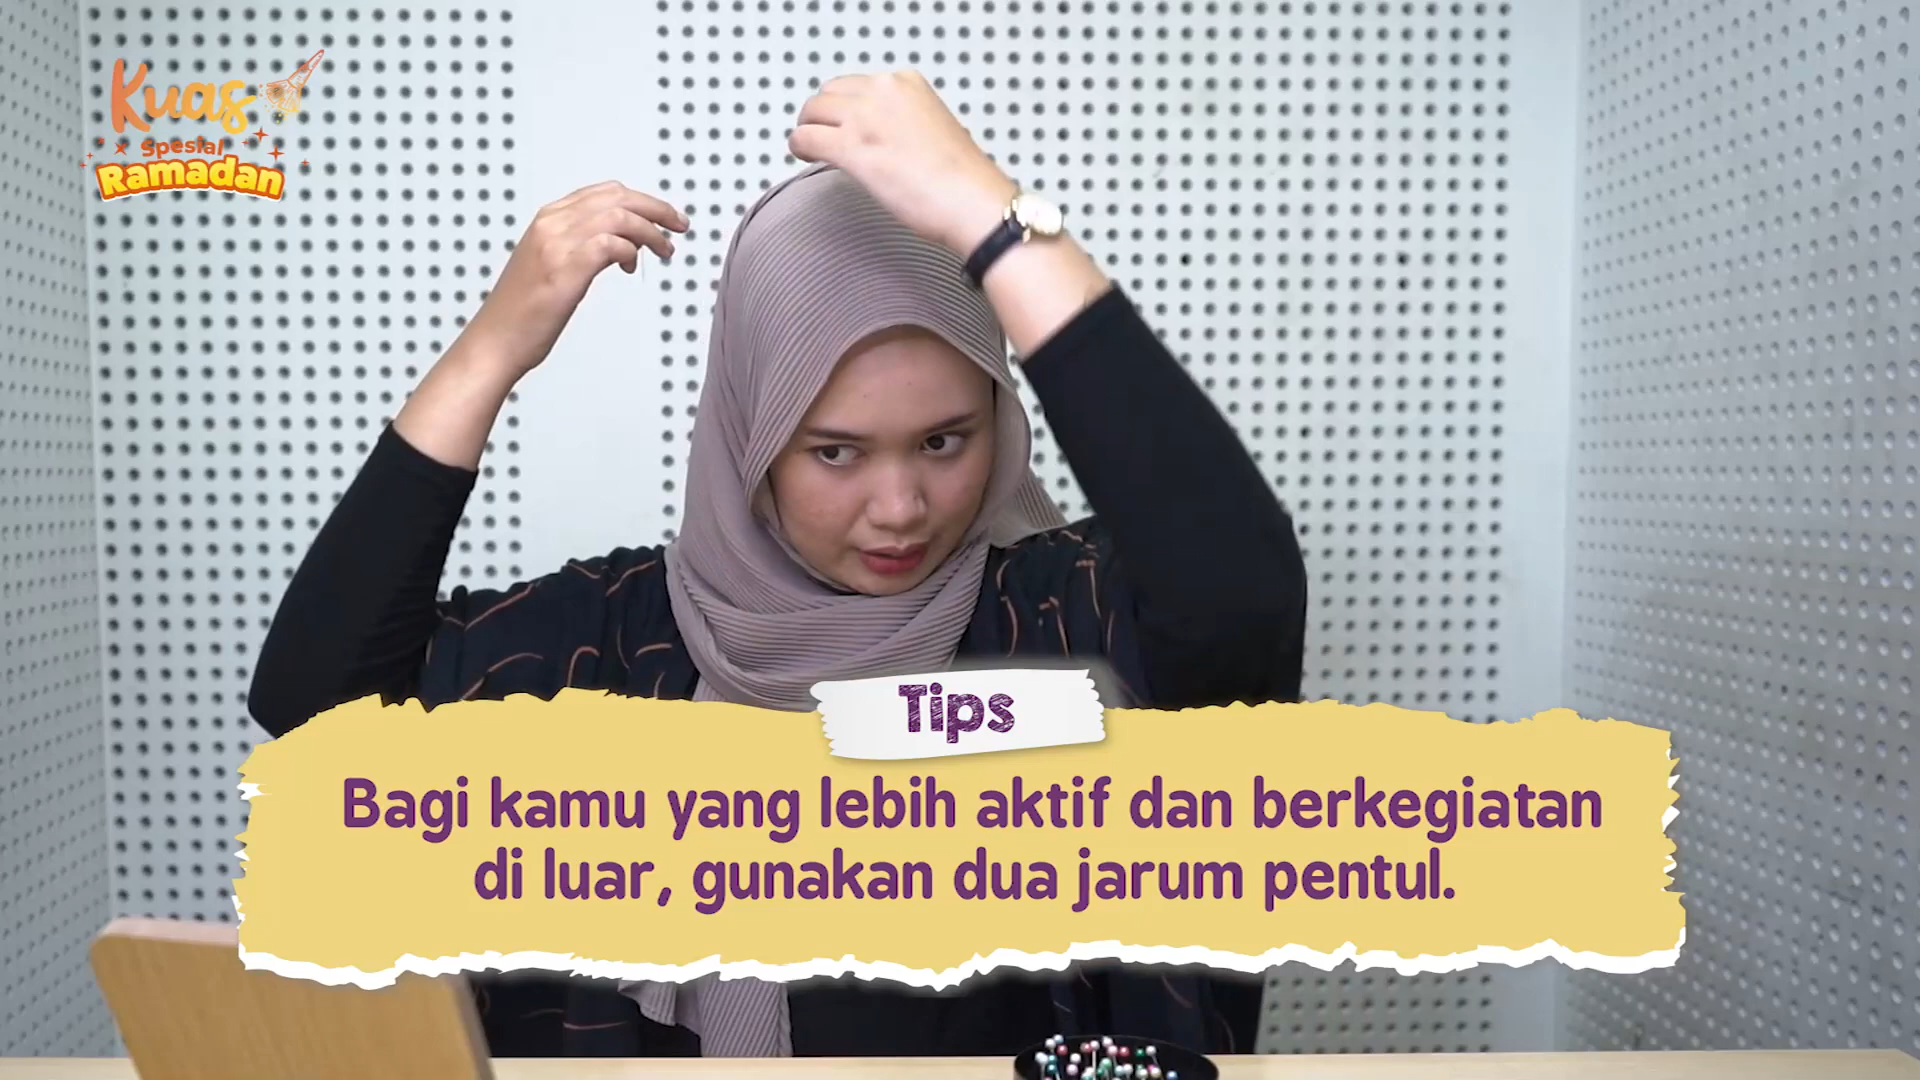 Kuas
Spesial
Ramadan
Tips
Bagi kamu yang lebih aktif dan berkegiatan
di luar, gunakan dua jarum pentul.